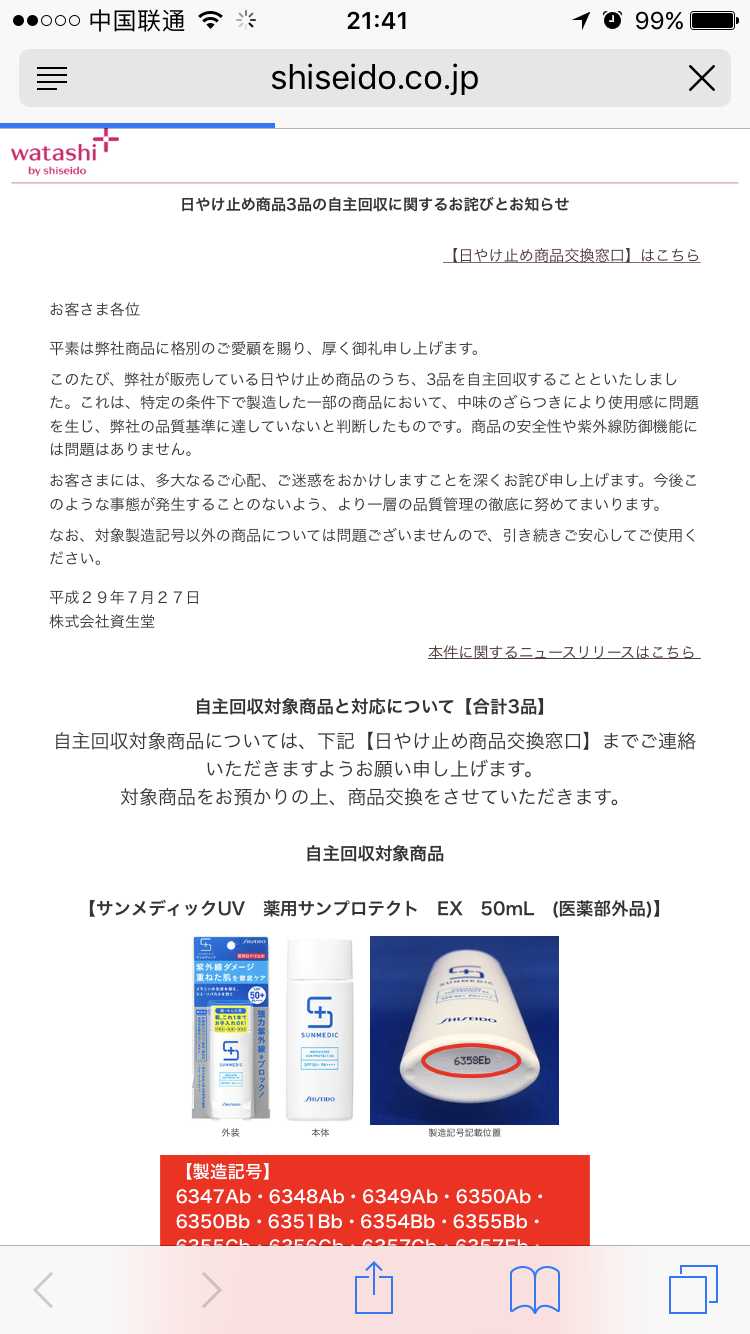 中国联通
21:41
99%
shiseido.co.jp
watashi
by shiseido
日やけ止め商品3品の自主回収に関するお詫びとお知らせ
【日やけ止め商品交換窓口】はこちら
お客さま各位
平素は弊社商品に格別のご愛顧を賜り、厚く御礼申し上げます。
このたび、弊社が販売している日やけ止め商品のうち、3品を自主回収することといたしまし
た。これは、特定の条件下で製造した一部の商品において、中味のざらつきにより使用感に問題
を生じ、弊社の品質基準に達していないと判断したものです。商品の安全性や紫外線防御機能に
は問題はありません。
お客さまには、多大なるご心配、ご迷惑をおかけしますことを深くお詫び申し上げます。今後こ
のような事態が発生することのないよう、より一層の品質管理の徹底に努めてまいります。
なお、対象製造記号以外の商品については問題ございませんので、引き続きご安心してご使用く
ださい。
平成２９年７月２７日
株式会社資生堂
本件に関するニュースリリースはこちら
自主回収対象商品と対応について【合計3品】
自主回収対象商品については、下記【日やけ止め商品交換窓口】までご連絡
いただきますようお願い申し上げます。
対象商品をお預かりの上、商品交換をさせていただきます。
自主回収対象商品
【サンメディックUV　薬用サンプロテクト　EX　50mL　(医薬部外品)】
SHISEIDO
紫外線ダメージ
重ねた肌を徹底ケア
50+
強力紫外線をブロック!
SUNMEDIC
SHISEIDO
SUNMEDIC
SHISEIDO
SHISEIDO
6358Eb
外装
本体
製造記号記載位置
【製造記号】
6347Ab・6348Ab・6349Ab・6350Ab・
6350Bb・6351Bb・6354Bb・6355Bb・
6355Cb・6356Cb・6357Cb・6357Eb・